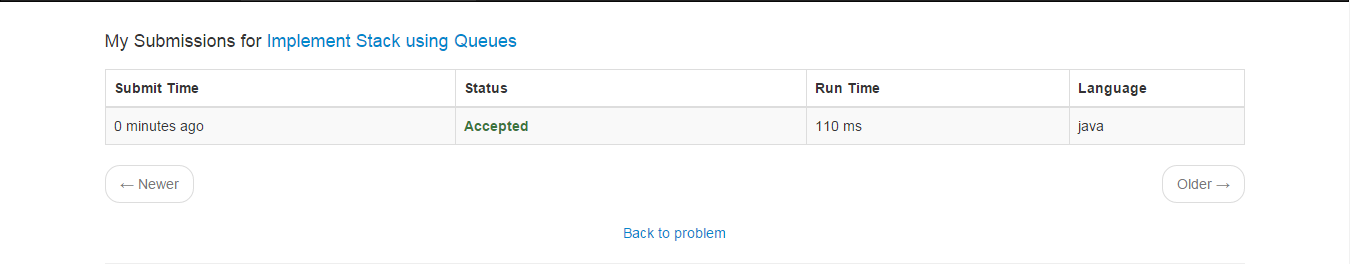 My Submissions for Implement Stack using Queues
Submit Time Status Run Time Language
0 minutes ago Accepted 110 ms java
← Newer Older →
Back to problem